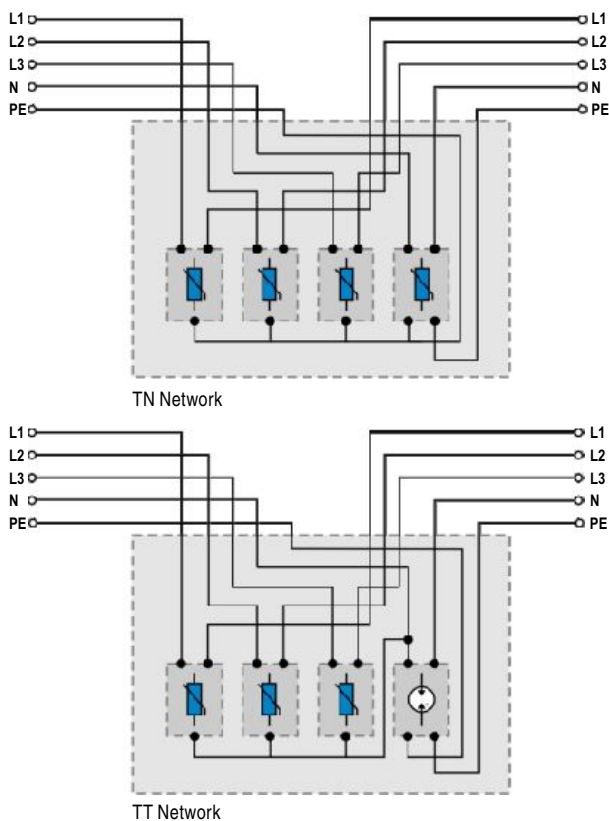 L1 L1
L2 L2
L3 L3
N N
PE PE
TN Network
L1 L1
L2 L2
L3 L3
N N
PE PE
TT Network